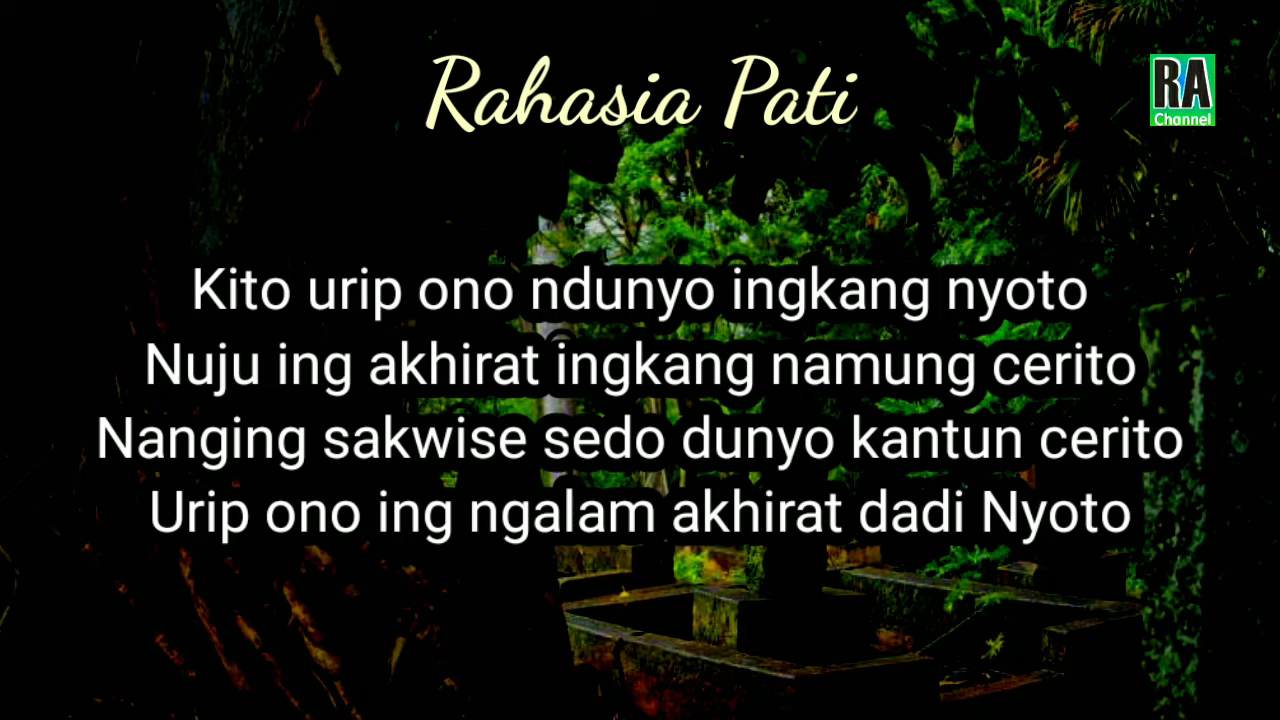 Rahasia Pati
RA
Channel
Kito urip ono ndunyo ingkang nyoto
Nuju ing akhirat ingkang namung cerito
Nanging sakwise sedo dunyo kantun cerito
Urip ono ing ngalam akhirat dadi Nyoto